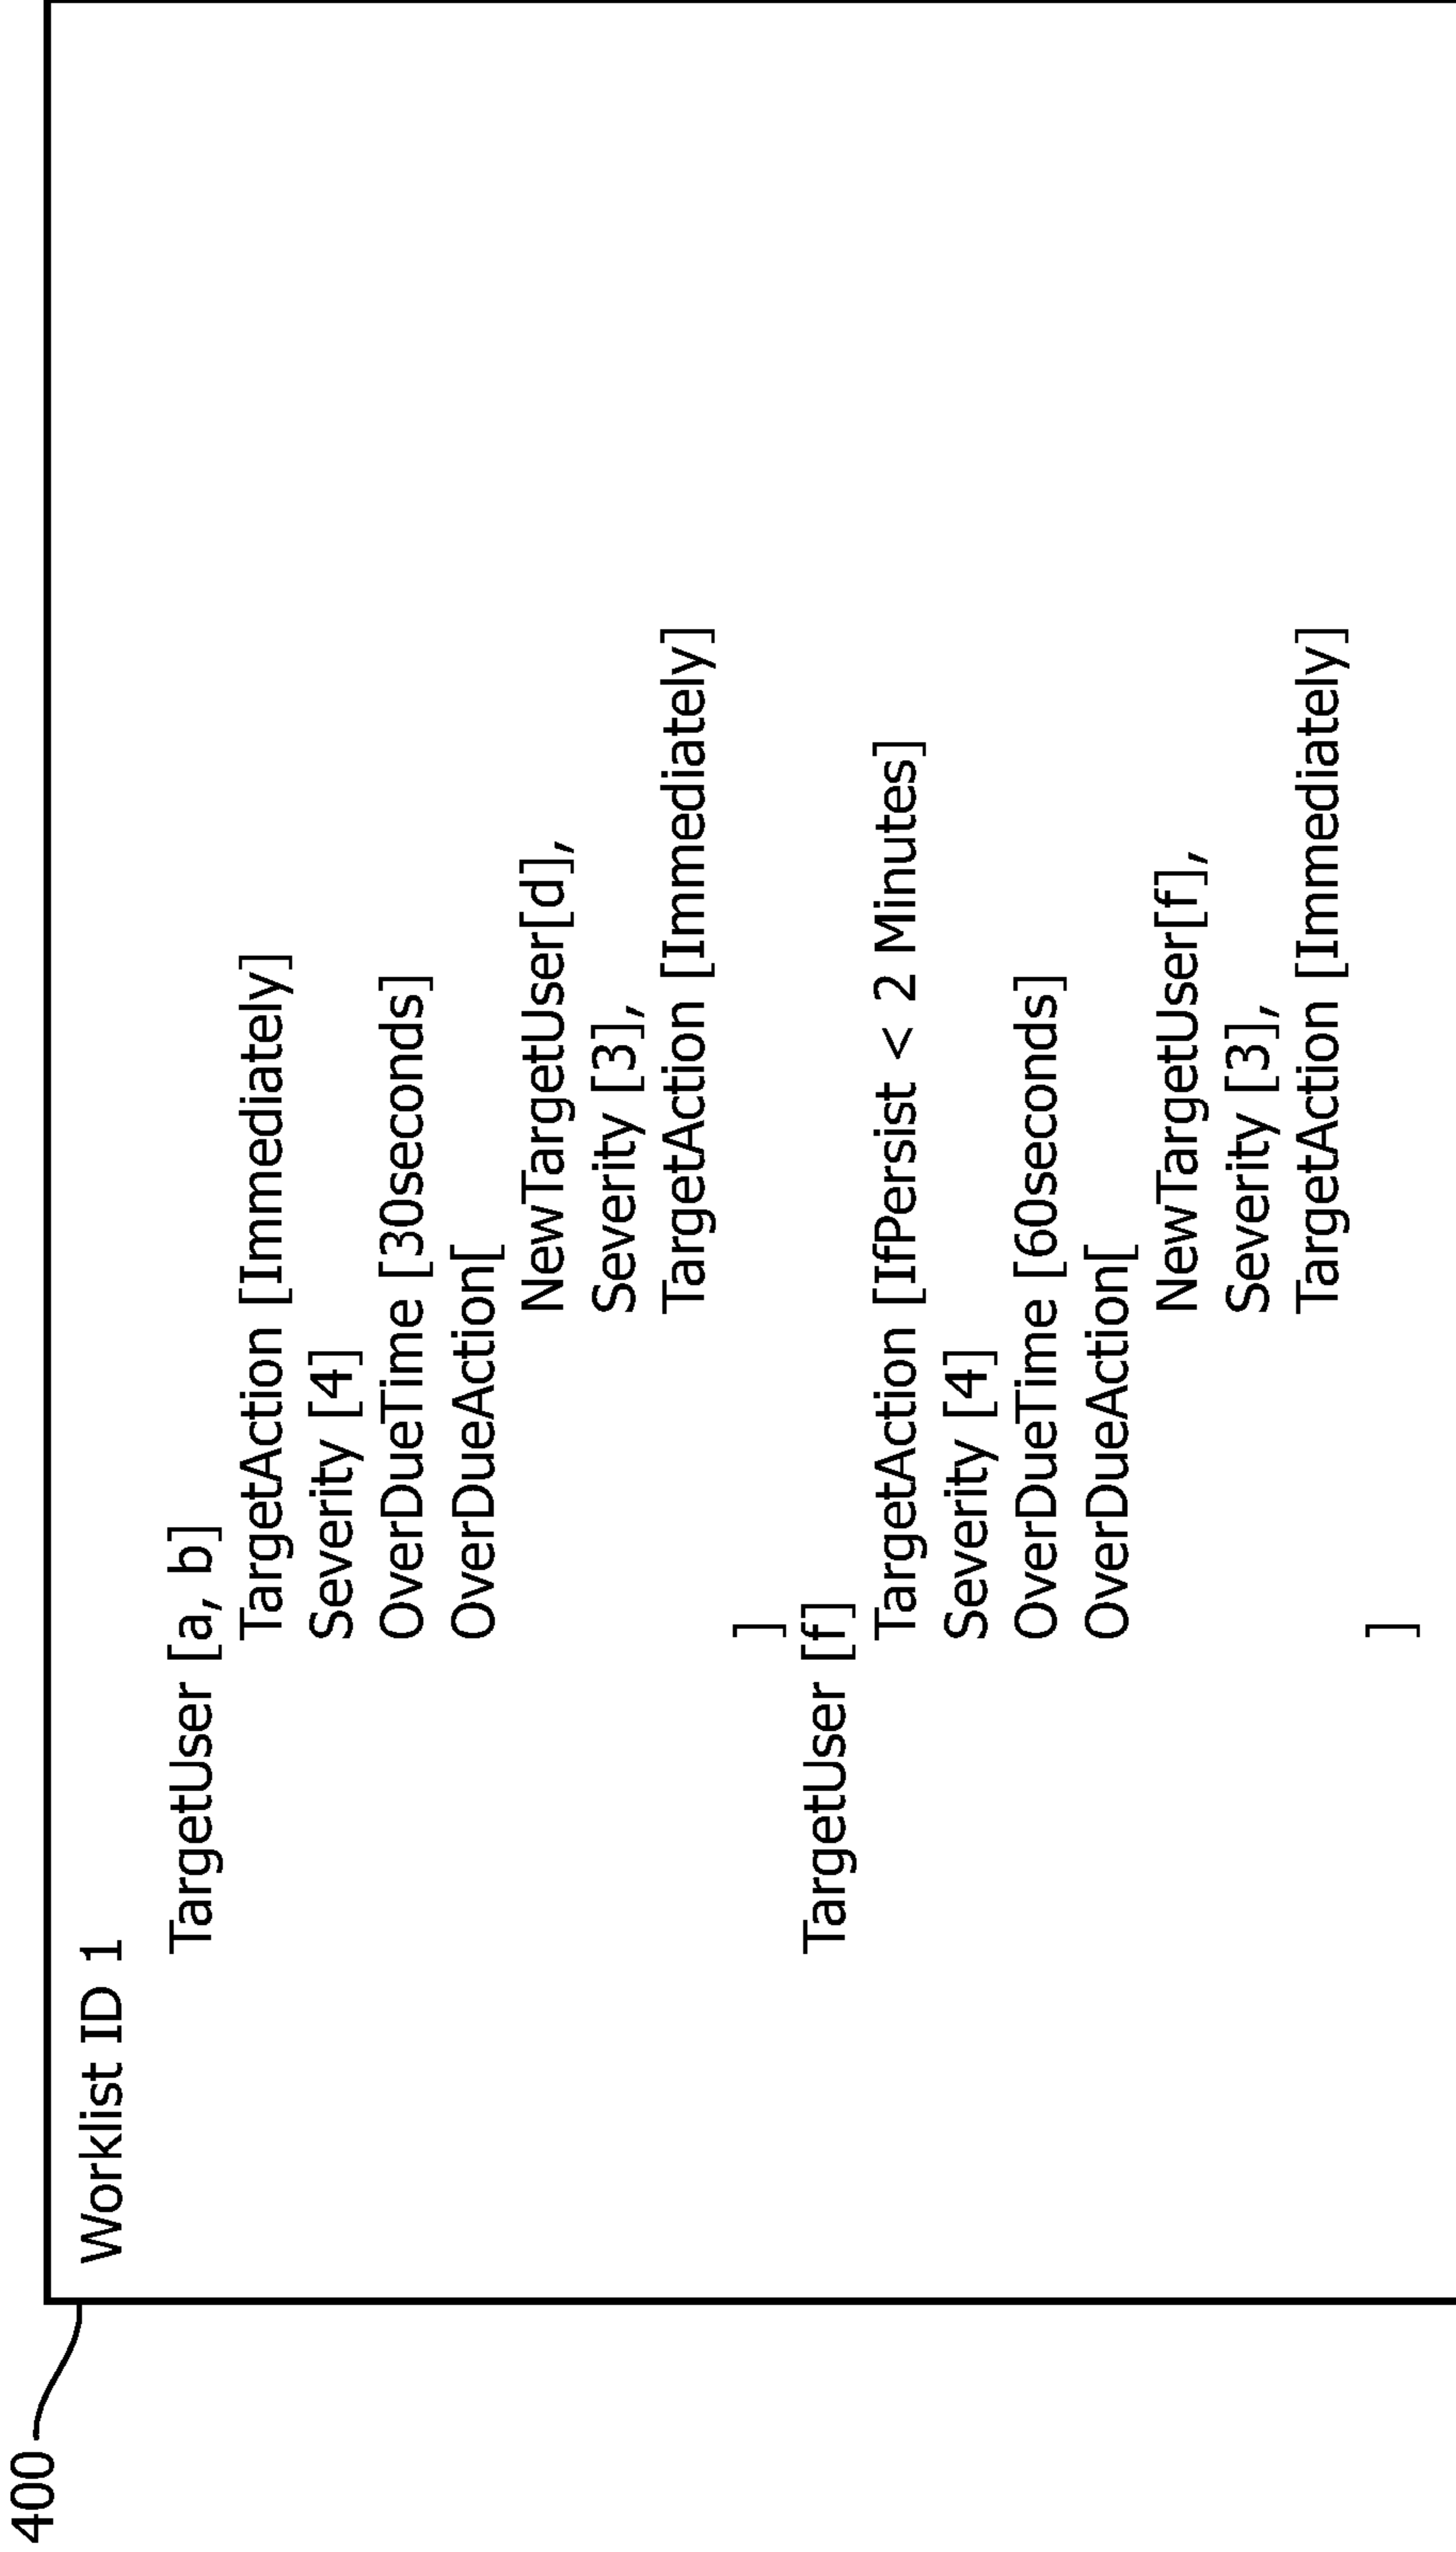 400
Worklist ID 1
TargetUser [a, b]
TargetAction [Immediately]
Severity [4]
OverDueTime [30seconds]
OverDueAction[
NewTargetUser[d],
Severity [3],
TargetAction [Immediately]
]
TargetUser [f]
TargetAction [IfPersist < 2 Minutes]
Severity [4]
OverDueTime [60seconds]
OverDueAction[
NewTargetUser[f],
Severity [3],
TargetAction [Immediately]
]